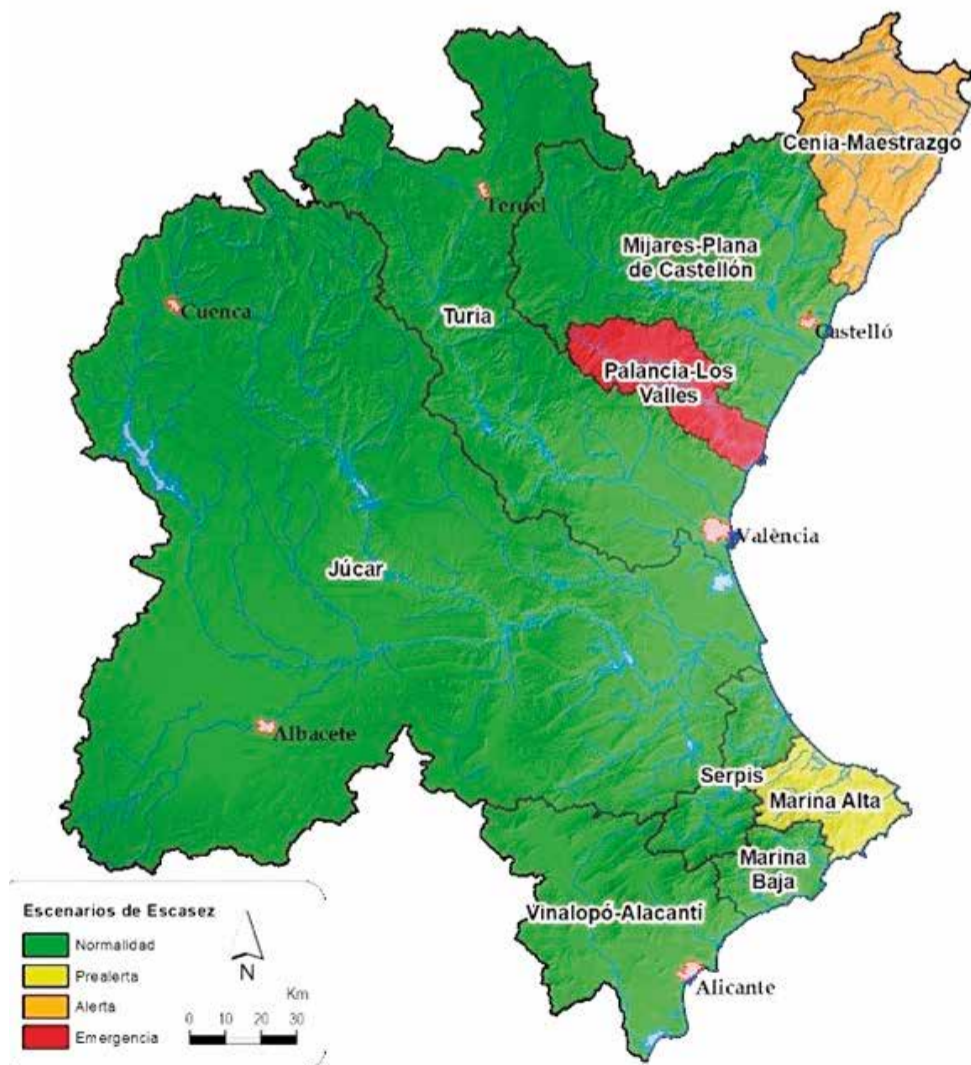 Cenia-Maestrazgo
Teruel
Mijares-Plana
de Castellón
Cuenca
Turia
Castelló
Palancia-Los
Valles
València
Júcar
Albacete
Serpis
Marina Alta
Marina
Baja
Vinalopó-Alacantí
Alicante
Escenarios de Escasez
Normalidad
Prealerta
Alerta
Emergencia
N
Km
0 10 20 30